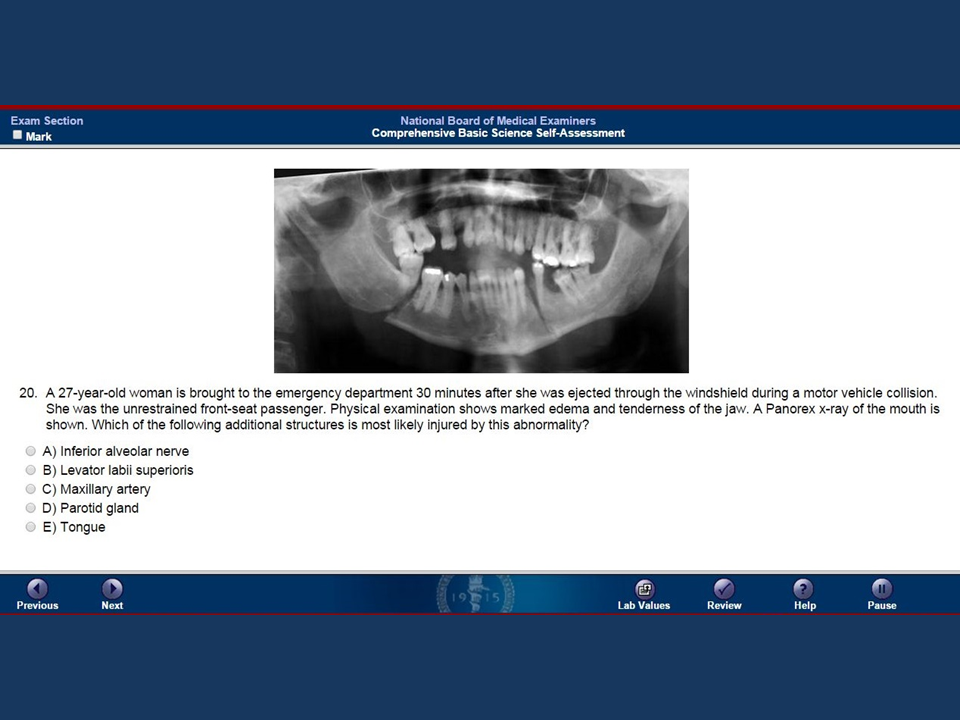 Exam Section
Mark
National Board of Medical Examiners
Comprehensive Basic Science Self-Assessment
20. A 27-year-old woman is brought to the emergency department 30 minutes after she was ejected through the windshield during a motor vehicle collision.
She was the unrestrained front-seat passenger. Physical examination shows marked edema and tenderness of the jaw. A Panorex x-ray of the mouth is
shown. Which of the following additional structures is most likely injured by this abnormality?
A) Inferior alveolar nerve
B) Levator labii superioris
C) Maxillary artery
D) Parotid gland
E) Tongue
1915
Previous
Next
Lab Values
Review
Help
Pause